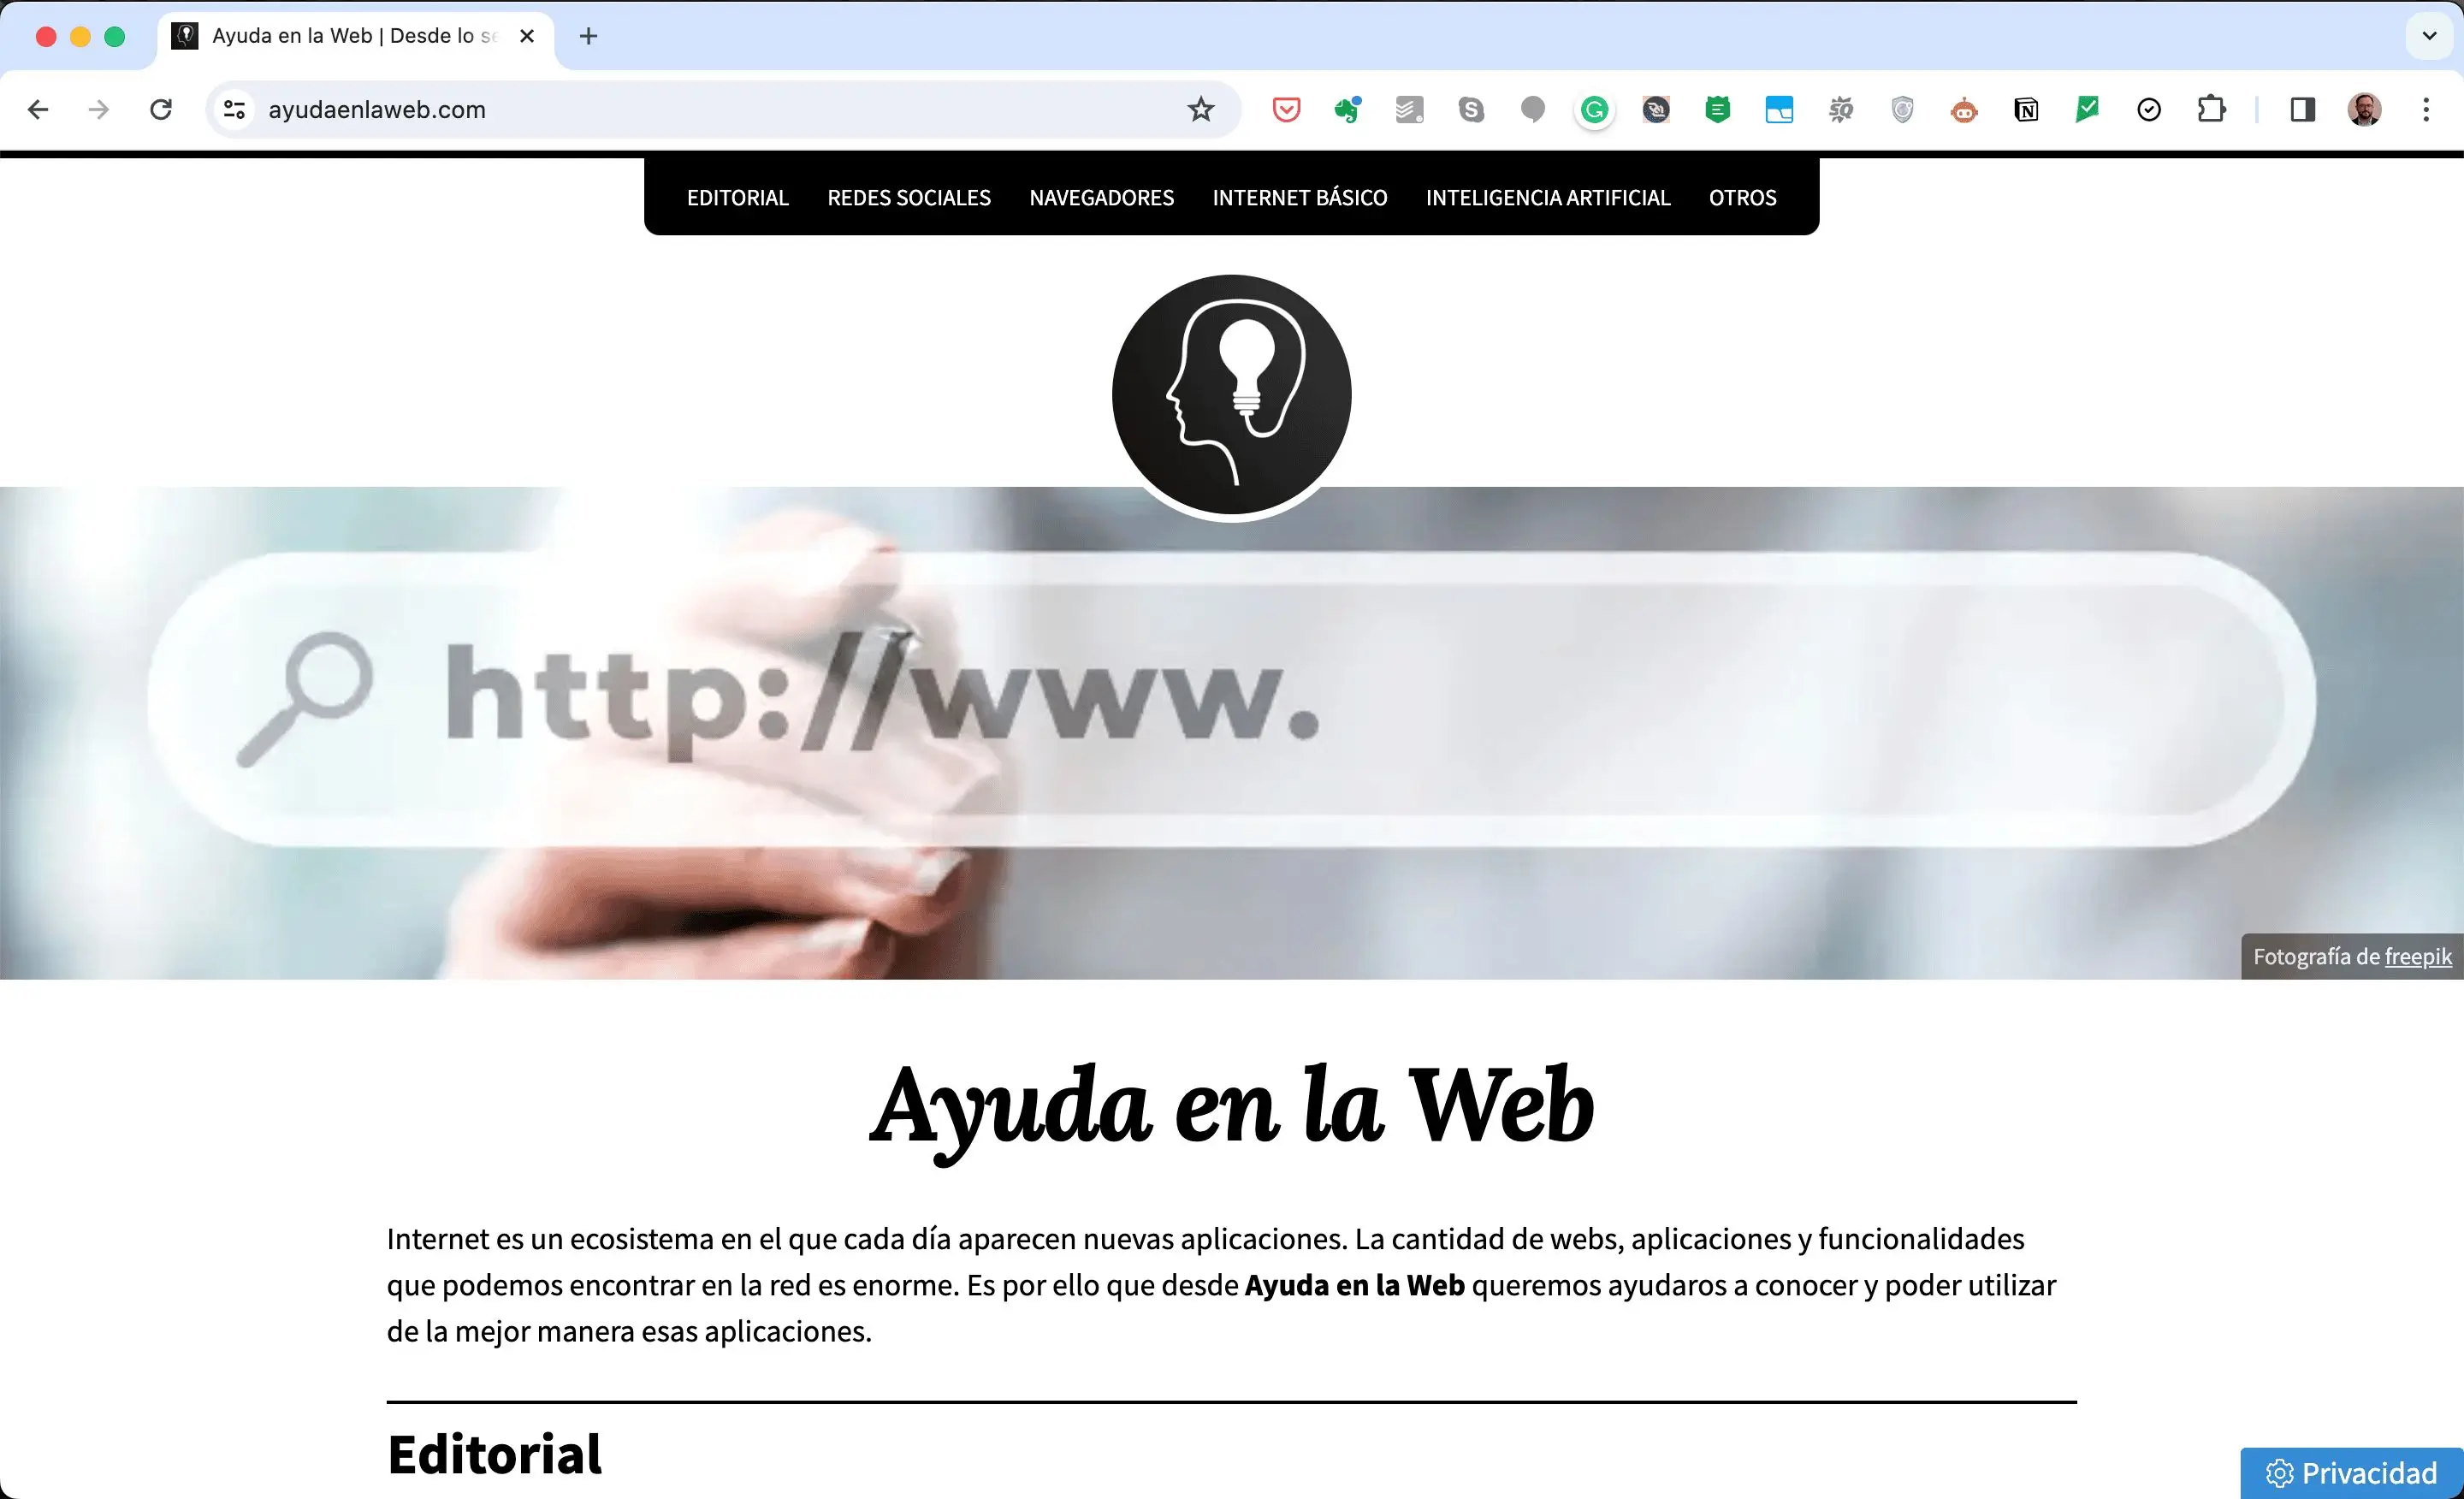 Ayuda en la Web | Desde lo se
ayudaenlaweb.com
EDITORIAL REDES SOCIALES NAVEGADORES INTERNET BÁSICO INTELIGENCIA ARTIFICIAL OTROS
http://www.
Fotografía de freepik
Ayuda en la Web
Internet es un ecosistema en el que cada día aparecen nuevas aplicaciones. La cantidad de webs, aplicaciones y funcionalidades
que podemos encontrar en la red es enorme. Es por ello que desde Ayuda en la Web queremos ayudaros a conocer y poder utilizar
de la mejor manera esas aplicaciones.
Editorial
Privacidad